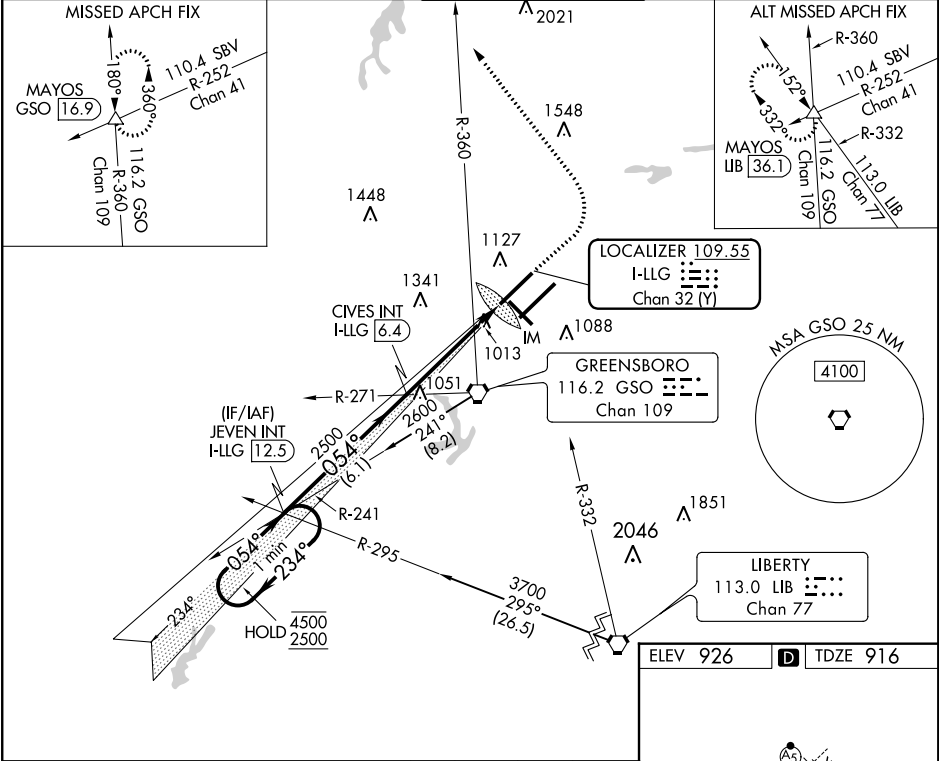 MISSED APCH FIX
180°
360°
110.4 SBV
R-252
Chan 41
MAYOS
GSO 16.9
116.2 GSO
R-360
Chan 109
2021
R-360
1548
1448
1127
1341
ALT MISSED APCH FIX
R-360
152°
332°
110.4 SBV
R-252
Chan 41
R-332
MAYOS
LIB 36.1
116.2 GSO
Chan 109
113.0 LIB
Chan 77
LOCALIZER 109.55
I-LLG
Chan 32 (Y)
CIVES INT
I-LLG 6.4
IM
1013
1088
1051
R-271
GREENSBORO
116.2 GSO
Chan 109
MSA GSO 25 NM
4100
(IF/IAF)
JEVEN INT
I-LLG 12.5
2500
054°
(6.1)
2600
241°
(8.2)
R-241
R-295
054°
1 min
234°
234°
HOLD 4500
2500
R-332
1851
2046
3700
295°
(26.5)
LIBERTY
113.0 LIB
Chan 77
ELEV 926 D TDZE 916
A5